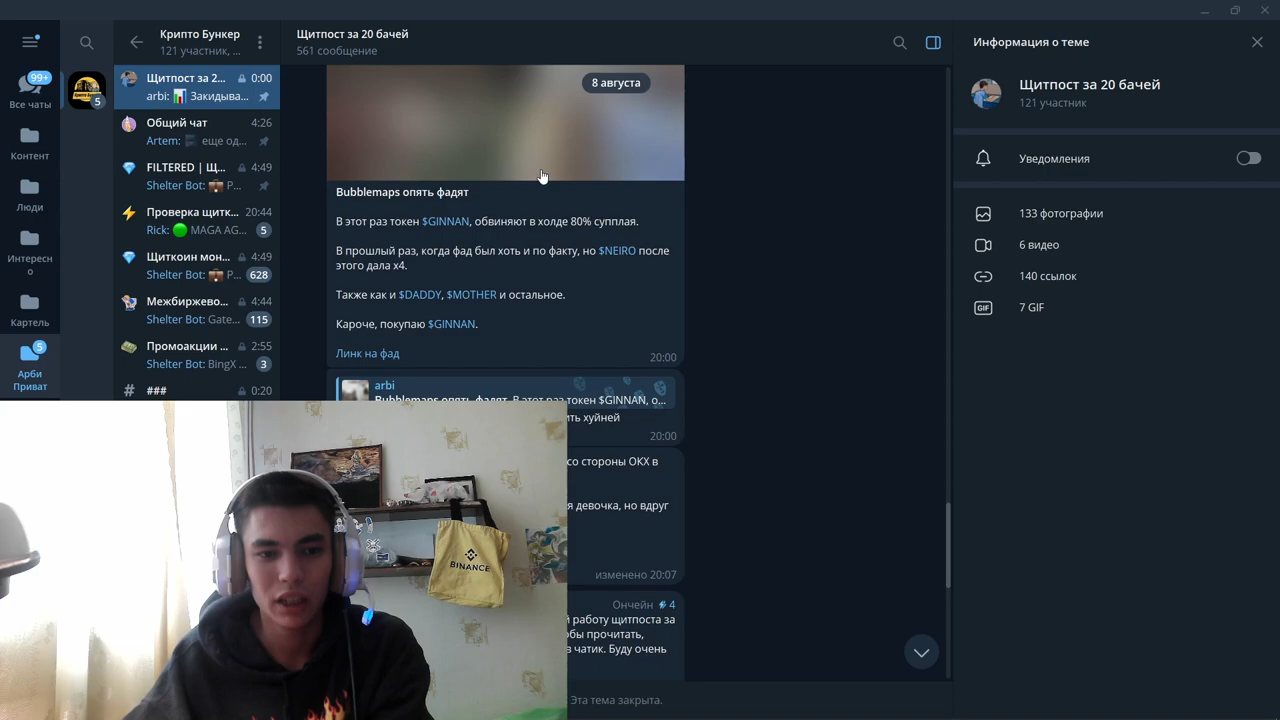 99+
Все чаты
Контент
Люди
Интересн
о
Картель
5
Арби
Приват
5
Крипто Бункер
121 участник, ...
Щитпост за 2... 0:00
arbi: 📊 Закидыва...
Общий чат 4:26
Artem: еще од...
FILTERED | Щ... 4:49
Shelter Bot: 💼 P...
Проверка щитк... 20:44
Rick: 🟢 MAGA AG... 5
Щиткоин мон... 4:49
Shelter Bot: 💼 P... 628
Межбиржево... 4:44
Shelter Bot: Gate... 115
Промоакции ... 2:55
Shelter Bot: BingX ... 3
# ### 0:20
Щитпост за 20 бачей
561 сообщение
8 августа
Bubblemaps опять фадят
В этот раз токен $GINNAN, обвиняют в холде 80% супплая.
В прошлый раз, когда фад был хоть и по факту, но $NEIRO после
этого дала х4.
Также как и $DADDY, $MOTHER и остальное.
Кароче, покупаю $GINNAN.
Линк на фад
20:00
arbi
Bubblemaps опять фадят В этот раз токен $GINNAN, о...
ить хуйней
20:00
со стороны ОКХ в
я девочка, но вдруг
изменено 20:07
Ончейн 4
й работу щитпоста за
обы прочитать,
в чатик. Буду очень
Эта тема закрыта.
BINANCE
Информация о теме
Щитпост за 20 бачей
121 участник
Уведомления
133 фотографии
6 видео
140 ссылок
GIF 7 GIF